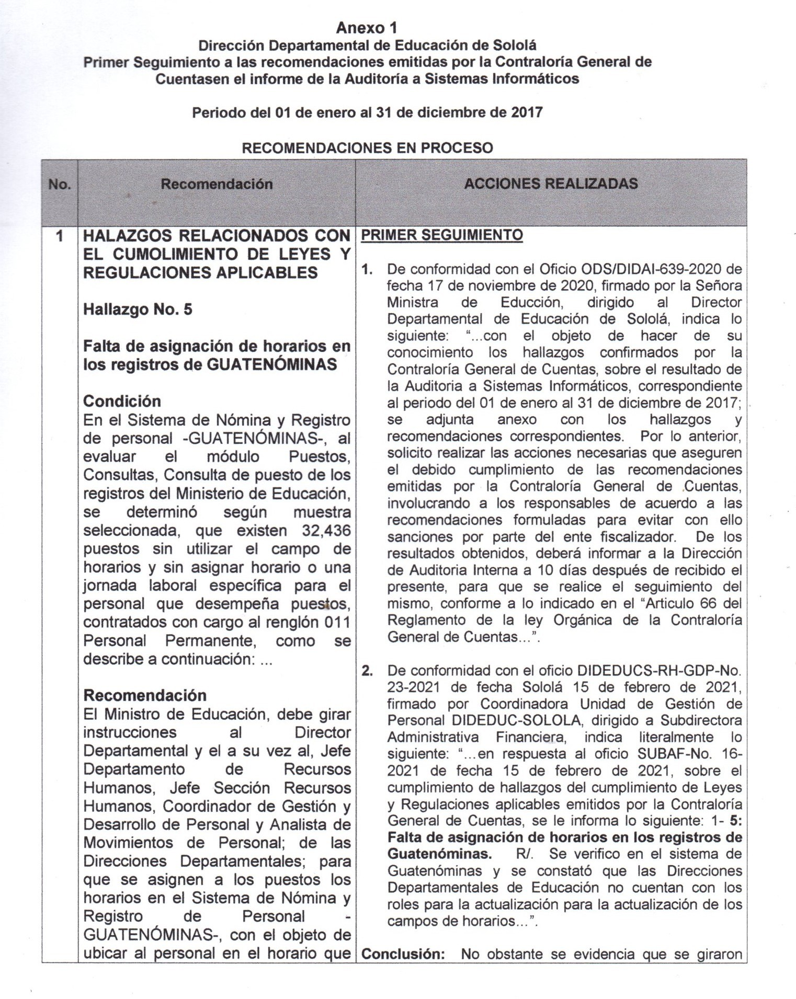 Anexo 1
Dirección Departamental de Educación de Sololá
Primer Seguimiento a las recomendaciones emitidas por la Contraloría General de
Cuentasen el informe de la Auditoría a Sistemas Informáticos
Periodo del 01 de enero al 31 de diciembre de 2017
RECOMENDACIONES EN PROCESO
No.
Recomendación
ACCIONES REALIZADAS
1
HALAZGOS RELACIONADOS CON
EL CUMOLIMIENTO DE LEYES Y
REGULACIONES APLICABLES
Hallazgo No. 5
Falta de asignación de horarios en
los registros de GUATENÓMINAS
Condición
En el Sistema de Nómina y Registro
de personal -GUATENÓMINAS-, al
evaluar el módulo Puestos,
Consultas, Consulta de puesto de los
registros del Ministerio de Educación,
se determinó según muestra
seleccionada, que existen 32,436
puestos sin utilizar el campo de
horarios y sin asignar horario o una
jornada laboral específica para el
personal que desempeña puestos,
contratados con cargo al renglón 011
Personal Permanente, como se
describe a continuación: ...
Recomendación
El Ministro de Educación, debe girar
instrucciones al Director
Departamental y el a su vez al, Jefe
Departamento de Recursos
Humanos, Jefe Sección Recursos
Humanos, Coordinador de Gestión y
Desarrollo de Personal y Analista de
Movimientos de Personal; de las
Direcciones Departamentales; para
que se asignen a los puestos los
horarios en el Sistema de Nómina y
Registro de Personal -
GUATENÓMINAS-, con el objeto de
ubicar al personal en el horario que
PRIMER SEGUIMIENTO
1. De conformidad con el Oficio ODS/DIDAI-639-2020 de
fecha 17 de noviembre de 2020, firmado por la Señora
Ministra de Educción, dirigido al Director
Departamental de Educación de Sololá, indica lo
siguiente: “...con el objeto de hacer de su
conocimiento los hallazgos confirmados por la
Contraloría General de Cuentas, sobre el resultado de
la Auditoria a Sistemas Informáticos, correspondiente
al periodo del 01 de enero al 31 de diciembre de 2017;
se adjunta anexo con los hallazgos y
recomendaciones correspondientes. Por lo anterior,
solicito realizar las acciones necesarias que aseguren
el debido cumplimiento de las recomendaciones
emitidas por la Contraloría General de Cuentas,
involucrando a los responsables de acuerdo a las
recomendaciones formuladas para evitar con ello
sanciones por parte del ente fiscalizador. De los
resultados obtenidos, deberá informar a la Dirección
de Auditoria Interna a 10 días después de recibido el
presente, para que se realice el seguimiento del
mismo, conforme a lo indicado en el “Articulo 66 del
Reglamento de la ley Orgánica de la Contraloría
General de Cuentas...”.
2. De conformidad con el oficio DIDEDUCS-RH-GDP-No.
23-2021 de fecha Sololá 15 de febrero de 2021,
firmado por Coordinadora Unidad de Gestión de
Personal DIDEDUC-SOLOLA, dirigido a Subdirectora
Administrativa Financiera, indica literalmente lo
siguiente: “...en respuesta al oficio SUBAF-No. 16-
2021 de fecha 15 de febrero de 2021, sobre el
cumplimiento de hallazgos del cumplimiento de Leyes
y Regulaciones aplicables emitidos por la Contraloría
General de Cuentas, se le informa lo siguiente: 1- 5:
Falta de asignación de horarios en los registros de
Guatenóminas. R/. Se verifico en el sistema de
Guatenóminas y se constató que las Direcciones
Departamentales de Educación no cuentan con los
roles para la actualización para la actualización de los
campos de horarios...”.
Conclusión: No obstante se evidencia que se giraron